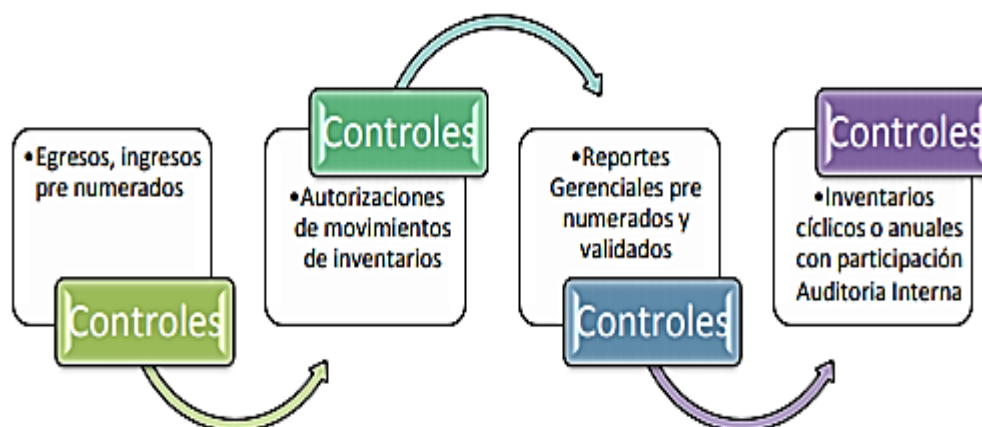 •Egresos, ingresos
pre numerados
Controles
Controles
•Autorizaciones
de movimientos
de inventarios
•Reportes
Gerenciales pre
numerados y
validados
Controles
Controles
•Inventarios
cíclicos o anuales
con participación
Auditoria Interna